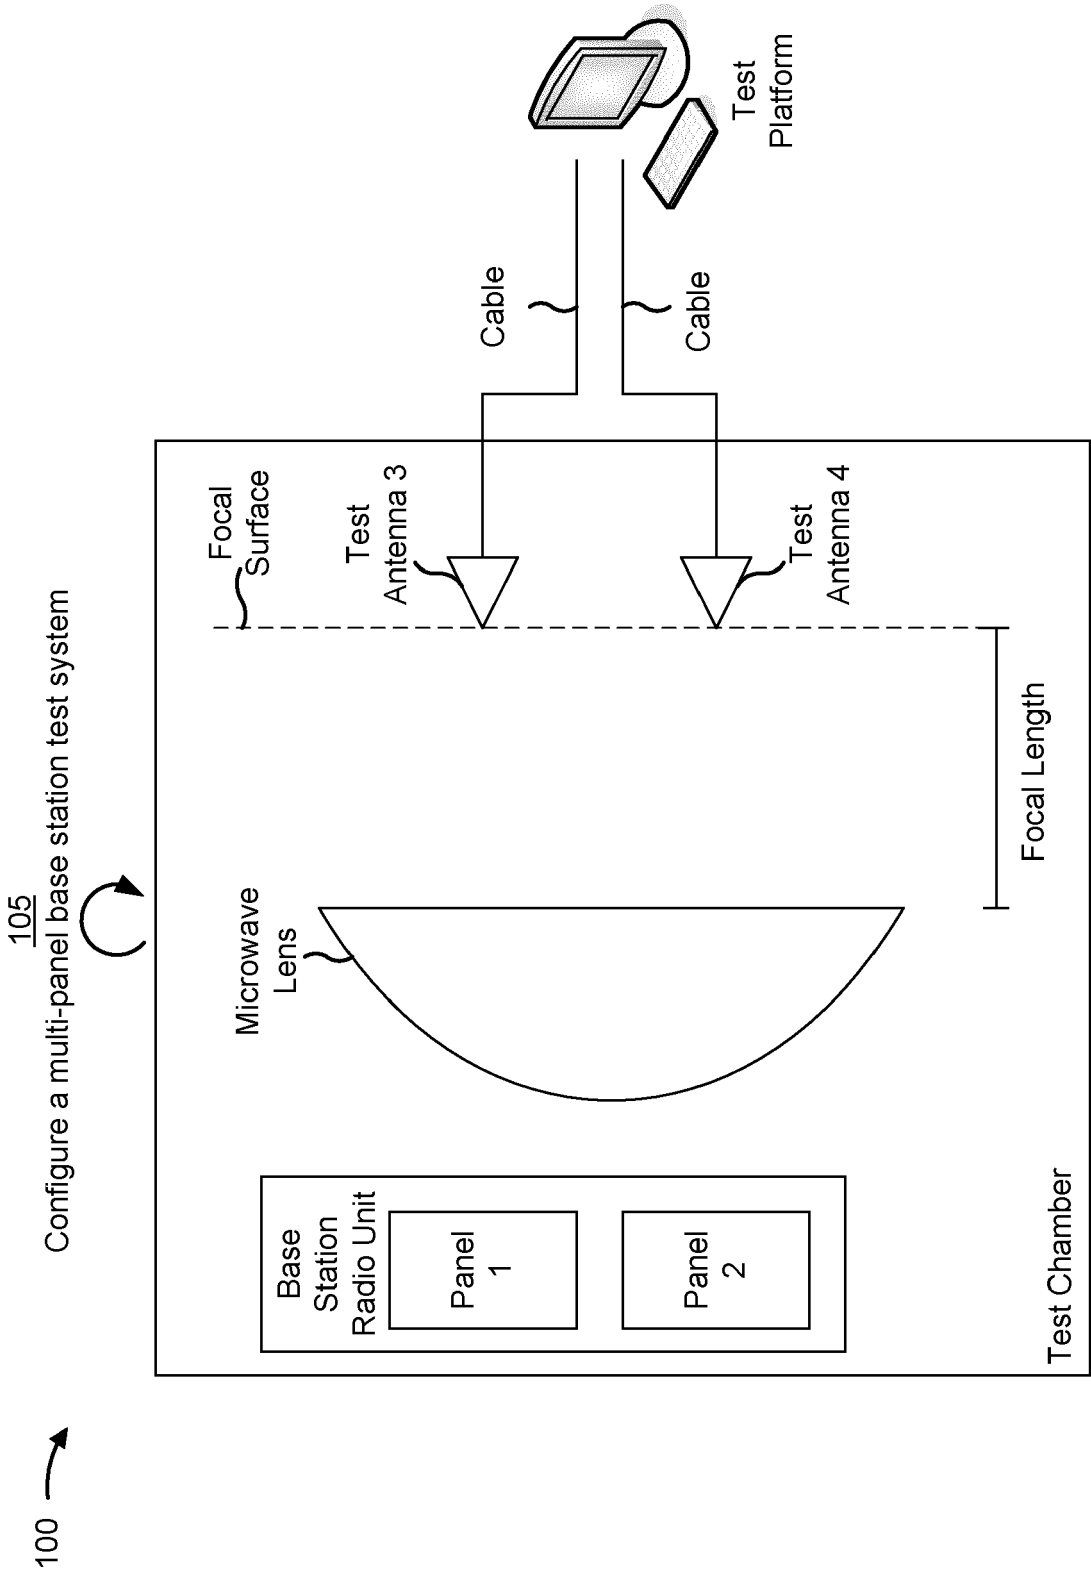 100
105
Configure a multi-panel base station test system
Base
Station
Radio Unit
Panel
1
Panel
2
Microwave
Lens
Focal
Surface
Test
Antenna 3
Test
Antenna 4
Focal Length
Cable
Cable
Test
Platform
Test Chamber